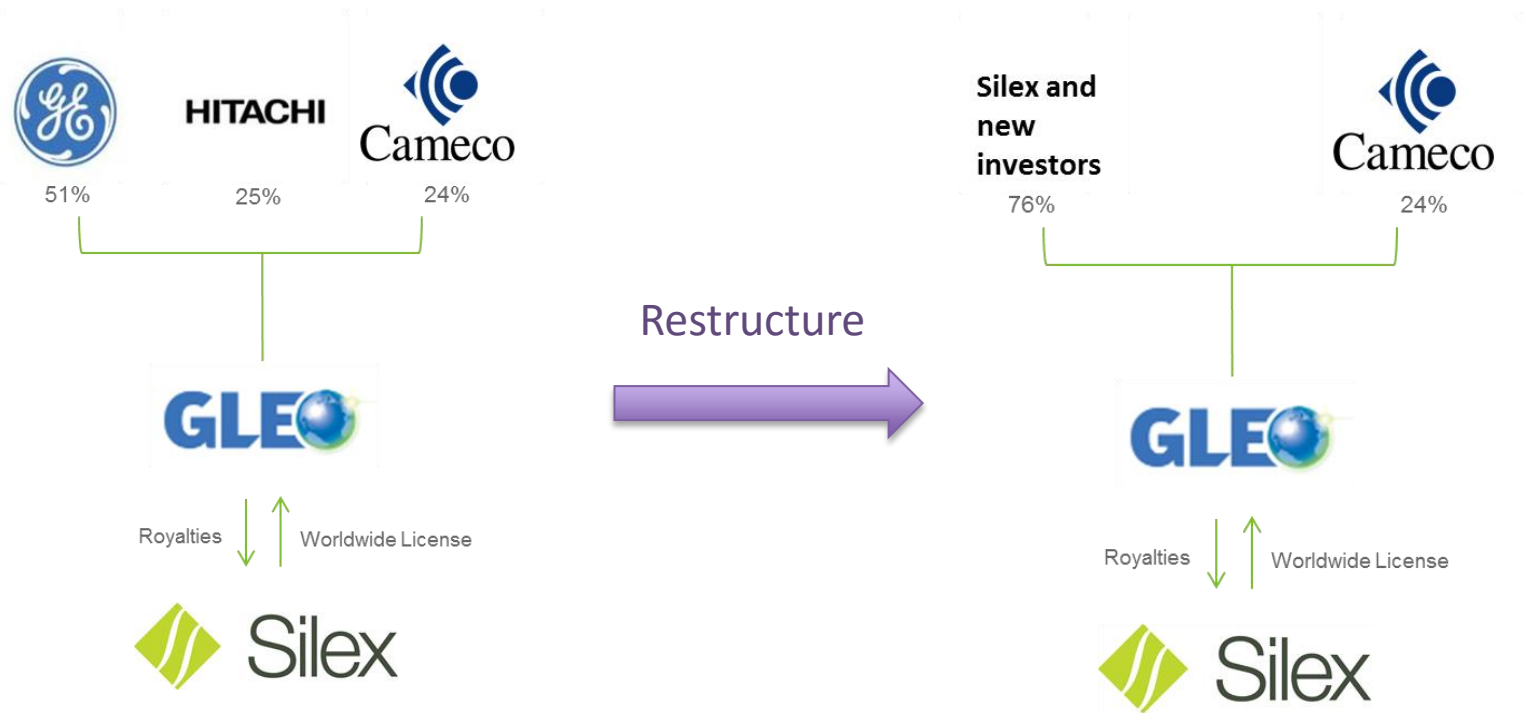 GE
HITACHI
Cameco
51%
25%
24%
GLE
Royalties
Worldwide License
Silex
Restructure
Silex and
new
investors
Cameco
76%
24%
GLE
Royalties
Worldwide License
Silex